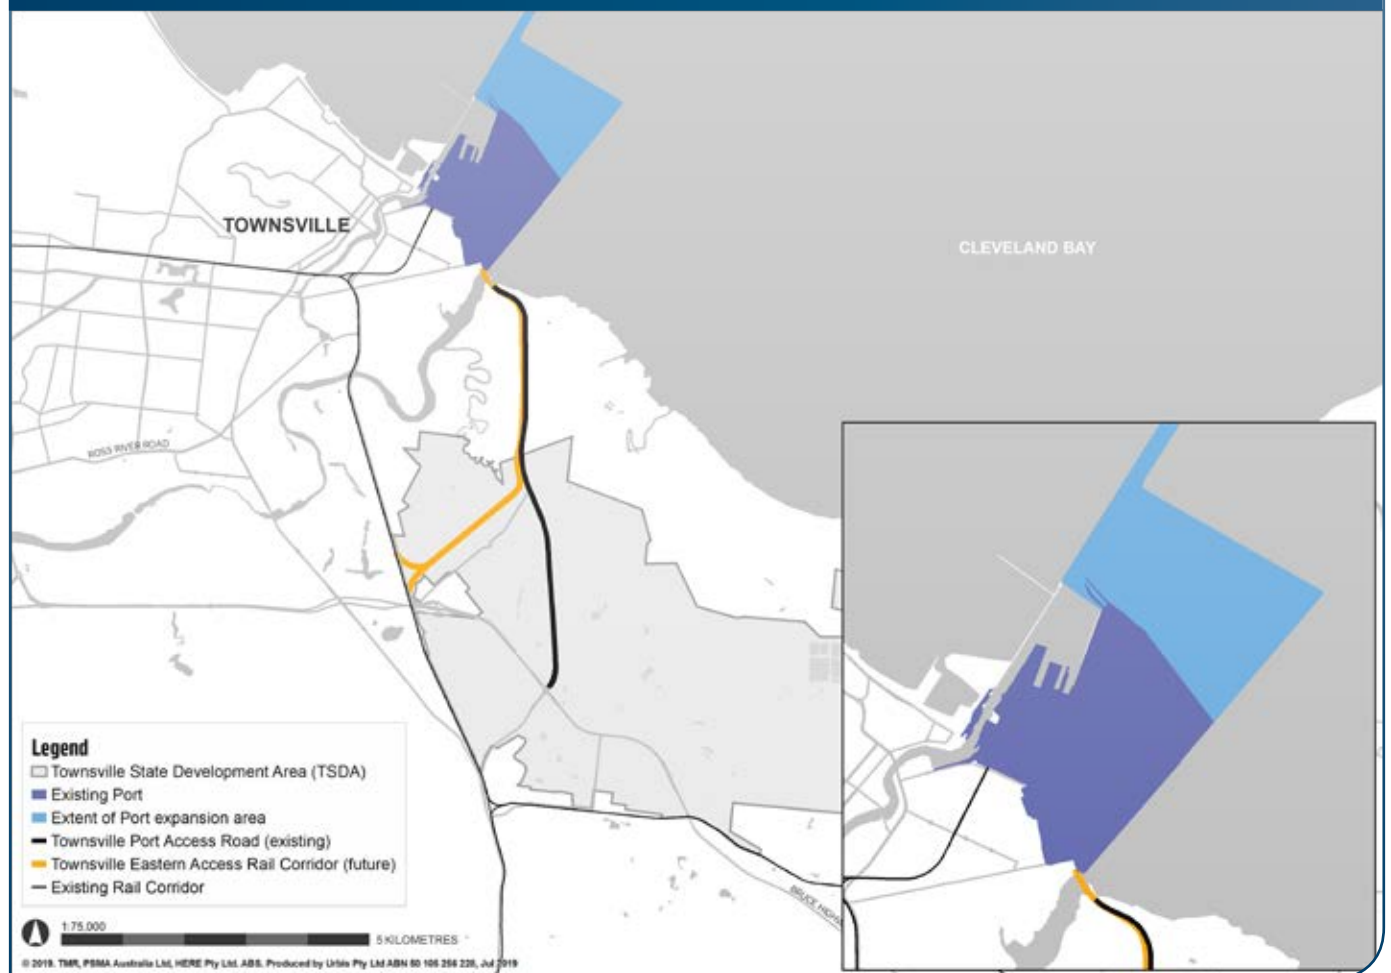 TOWNSVILLE
CLEVELAND BAY
ROSS RIVER ROAD
Legend
Townsville State Development Area (TSDA)
Existing Port
Extent of Port expansion area
Townsville Port Access Road (existing)
Townsville Eastern Access Rail Corridor (future)
Existing Rail Corridor
BRUCE HIGHW
1:75,000
5 KILOMETRES
© 2019. TMR, PSMA Australia Ltd, HERE Pty Ltd. ABS. Produced by Urbis Pty Ltd ABN 50 105 256 228, Jul 2019